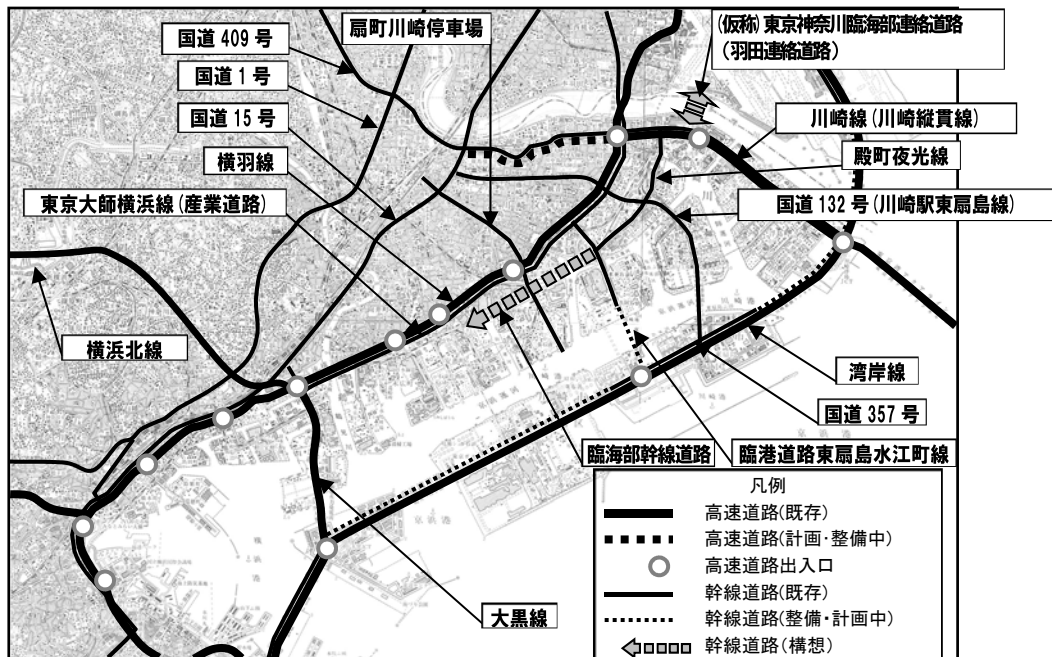 (仮称)東京神奈川臨海部連絡道路
(羽田連絡道路)
国道409号
扇町川崎停車場
国道1号
国道15号
川崎線(川崎縦貫線)
横羽線
殿町夜光線
東京大師横浜線(産業道路)
国道132号(川崎駅東扇島線)
横浜北線
湾岸線
国道357号
臨海部幹線道路
臨港道路東扇島水江町線
大黒線
凡例
高速道路(既存)
高速道路(計画・整備中)
高速道路出入口
幹線道路(既存)
幹線道路(整備・計画中)
幹線道路(構想)